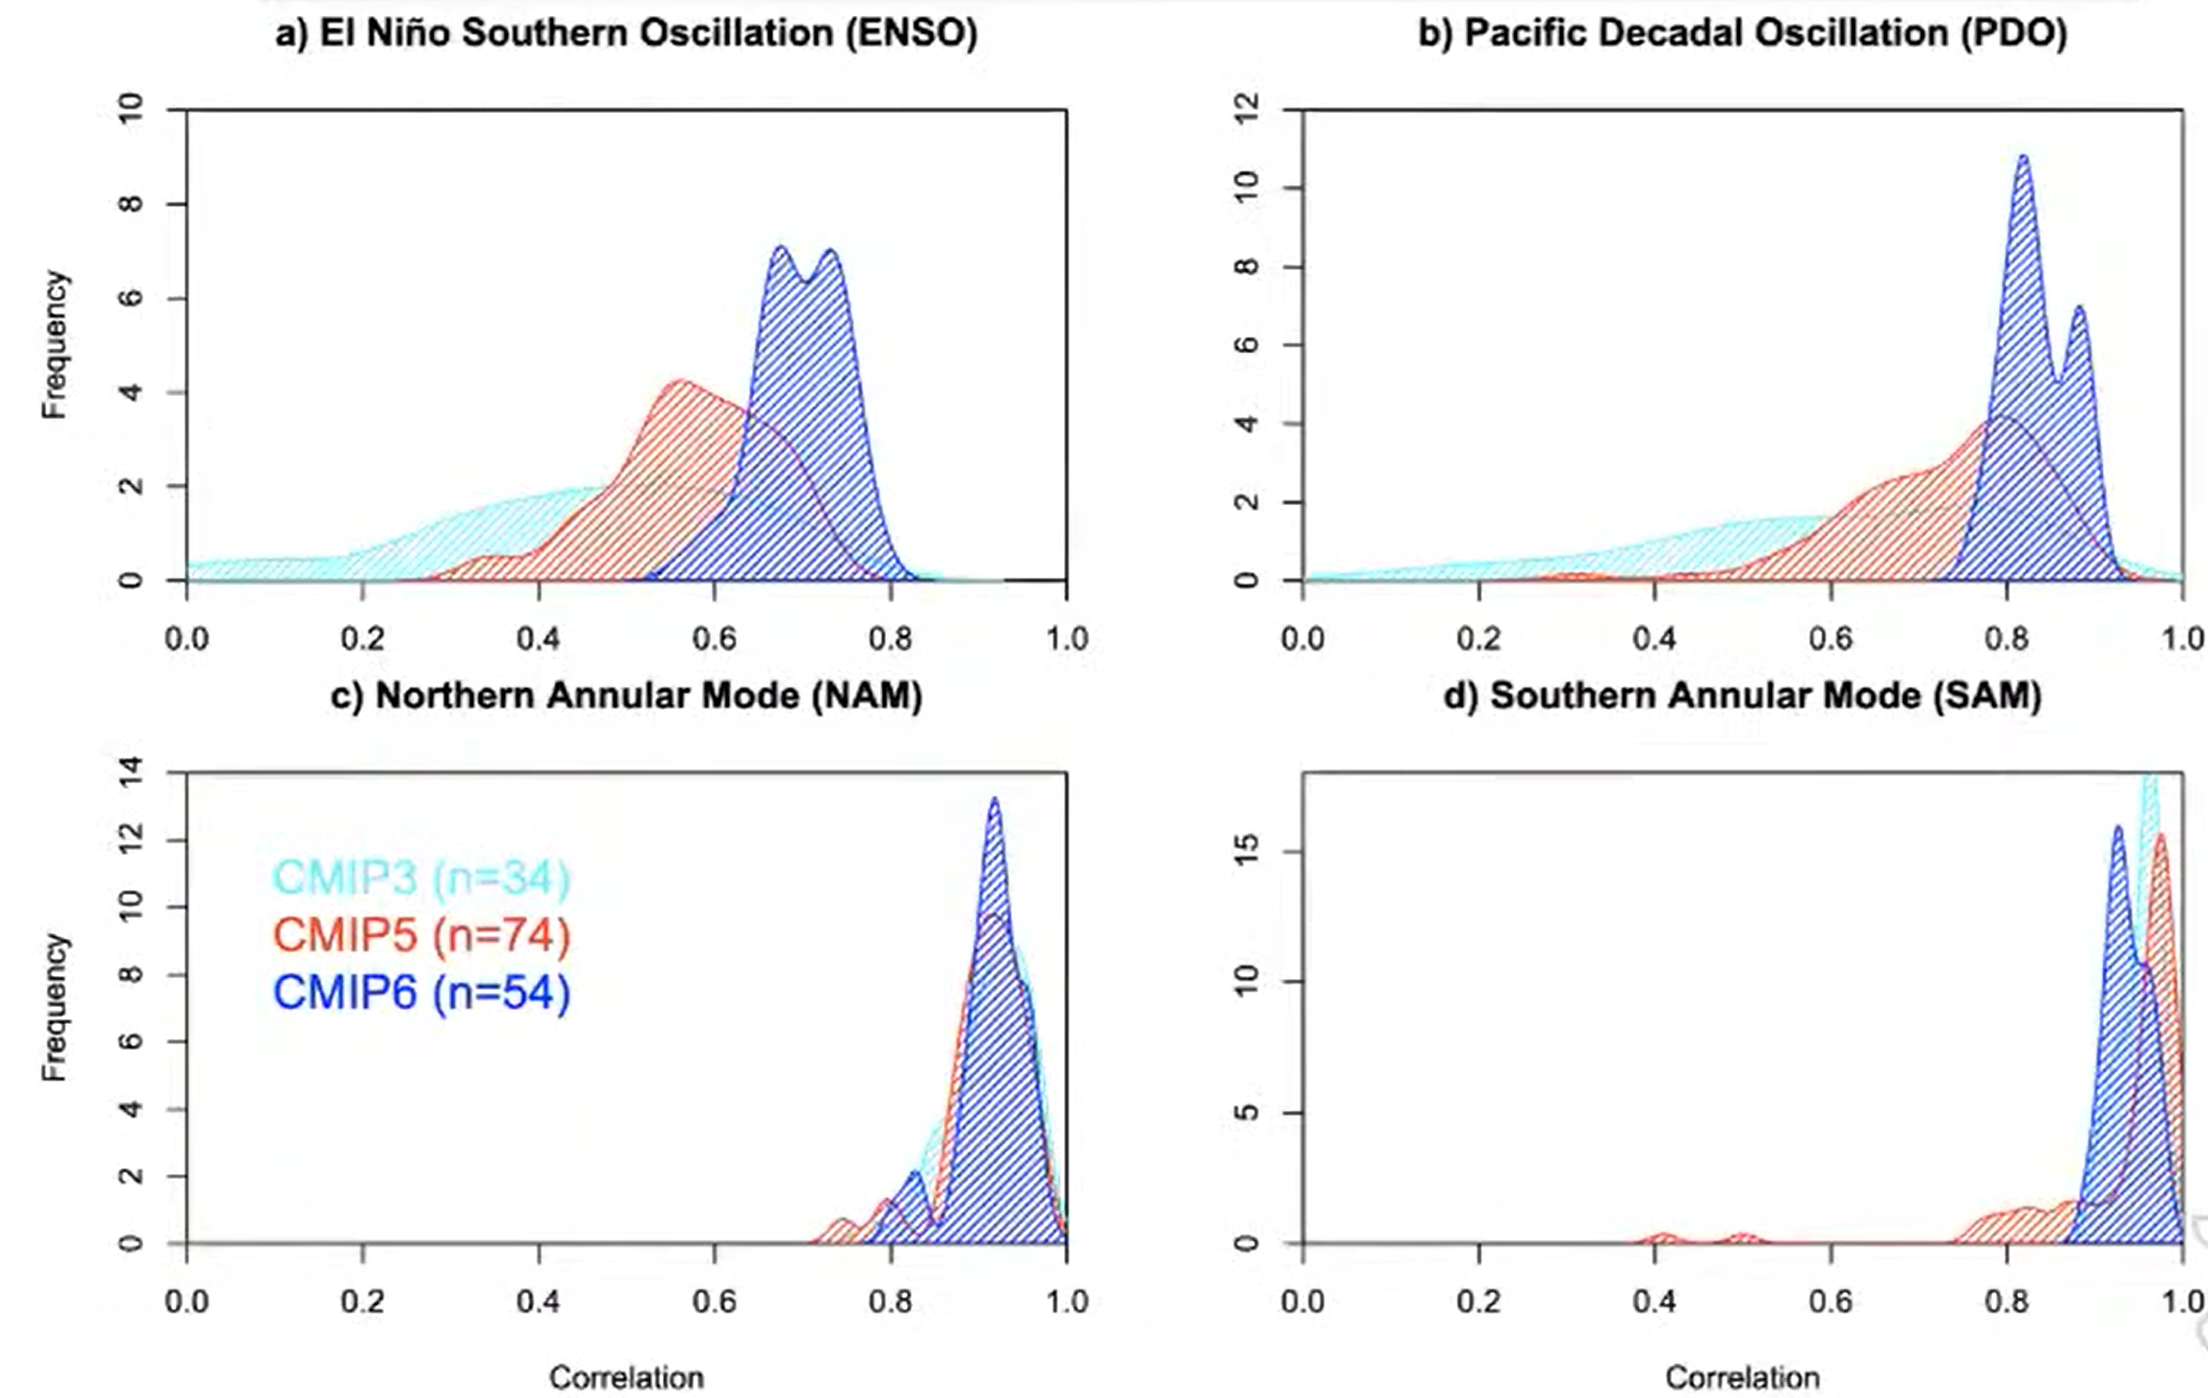 a) El Niño Southern Oscillation (ENSO)
b) Pacific Decadal Oscillation (PDO)
Frequency
10
8
6
4
2
0
0.0 0.2 0.4 0.6 0.8 1.0
12
10
8
6
4
2
0
0.0 0.2 0.4 0.6 0.8 1.0
c) Northern Annular Mode (NAM)
d) Southern Annular Mode (SAM)
Frequency
14
12
10
8
6
4
2
0
CMIP3 (n=34)
CMIP5 (n=74)
CMIP6 (n=54)
0.0 0.2 0.4 0.6 0.8 1.0
Correlation
15
10
5
0
0.0 0.2 0.4 0.6 0.8 1.0
Correlation